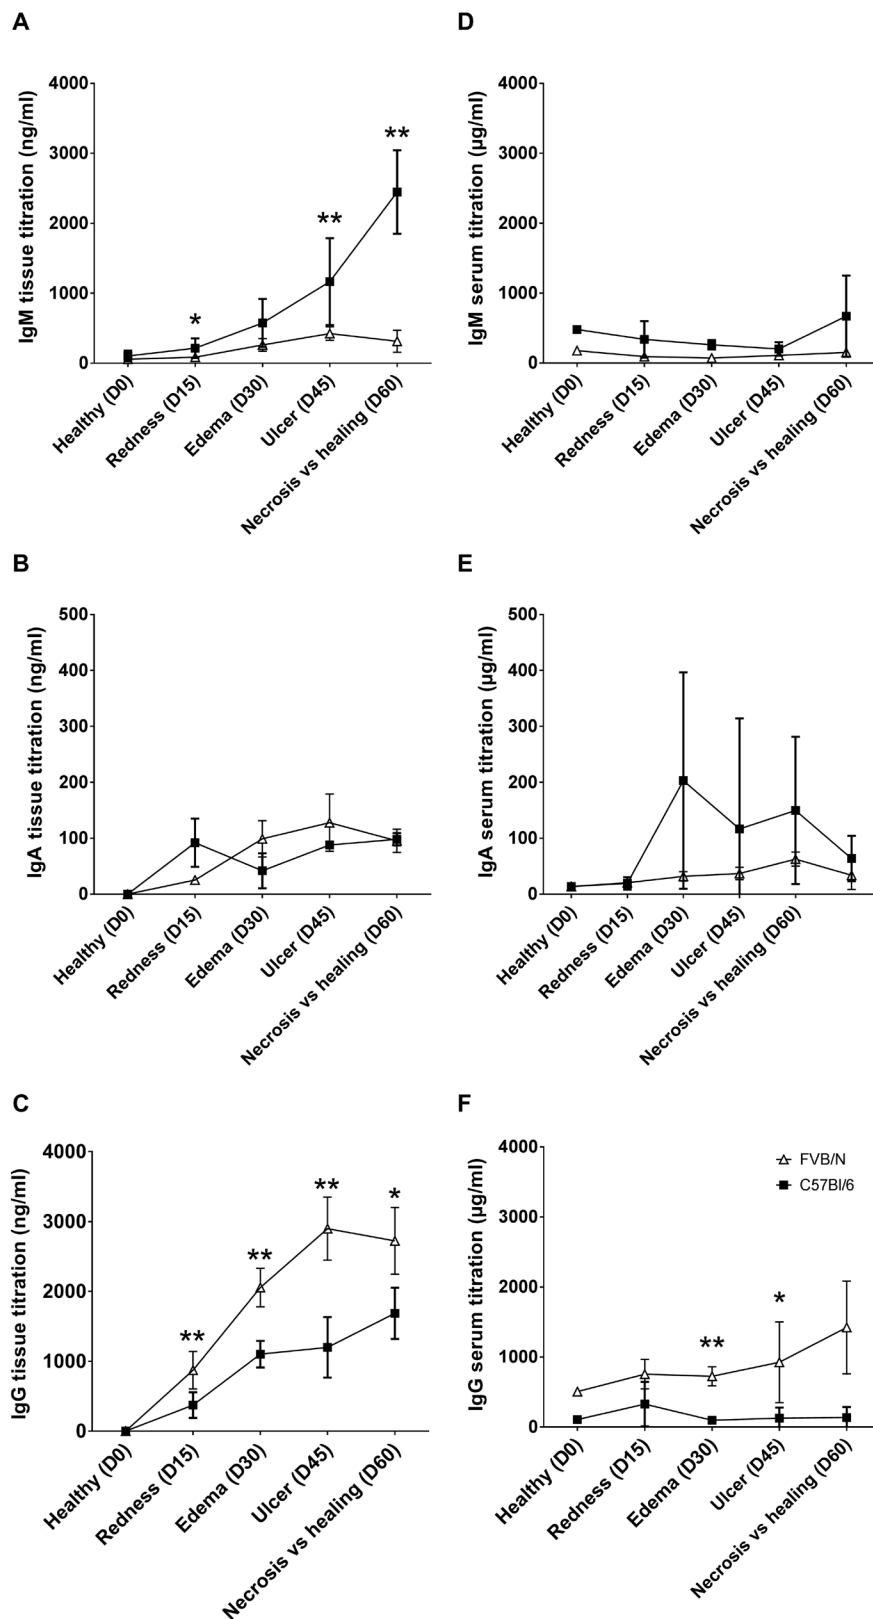 A
IgM tissue titration (ng/ml)
4000
3000
2000
1000
0
*
**
**
Healthy (D0)
Redness (D15)
Edema (D30)
Ulcer (D45)
Necrosis vs healing (D60)
D
IgM serum titration (µg/ml)
4000
3000
2000
1000
0
Healthy (D0)
Redness (D15)
Edema (D30)
Ulcer (D45)
Necrosis vs healing (D60)
B
IgA tissue titration (ng/ml)
500
400
300
200
100
0
Healthy (D0)
Redness (D15)
Edema (D30)
Ulcer (D45)
Necrosis vs healing (D60)
E
IgA serum titration (µg/ml)
500
400
300
200
100
0
Healthy (D0)
Redness (D15)
Edema (D30)
Ulcer (D45)
Necrosis vs healing (D60)
C
IgG tissue titration (ng/ml)
4000
3000
2000
1000
0
**
**
**
*
Healthy (D0)
Redness (D15)
Edema (D30)
Ulcer (D45)
Necrosis vs healing (D60)
F
IgG serum titration (µg/ml)
4000
3000
2000
1000
0
FVB/N
C57Bl/6
**
*
Healthy (D0)
Redness (D15)
Edema (D30)
Ulcer (D45)
Necrosis vs healing (D60)